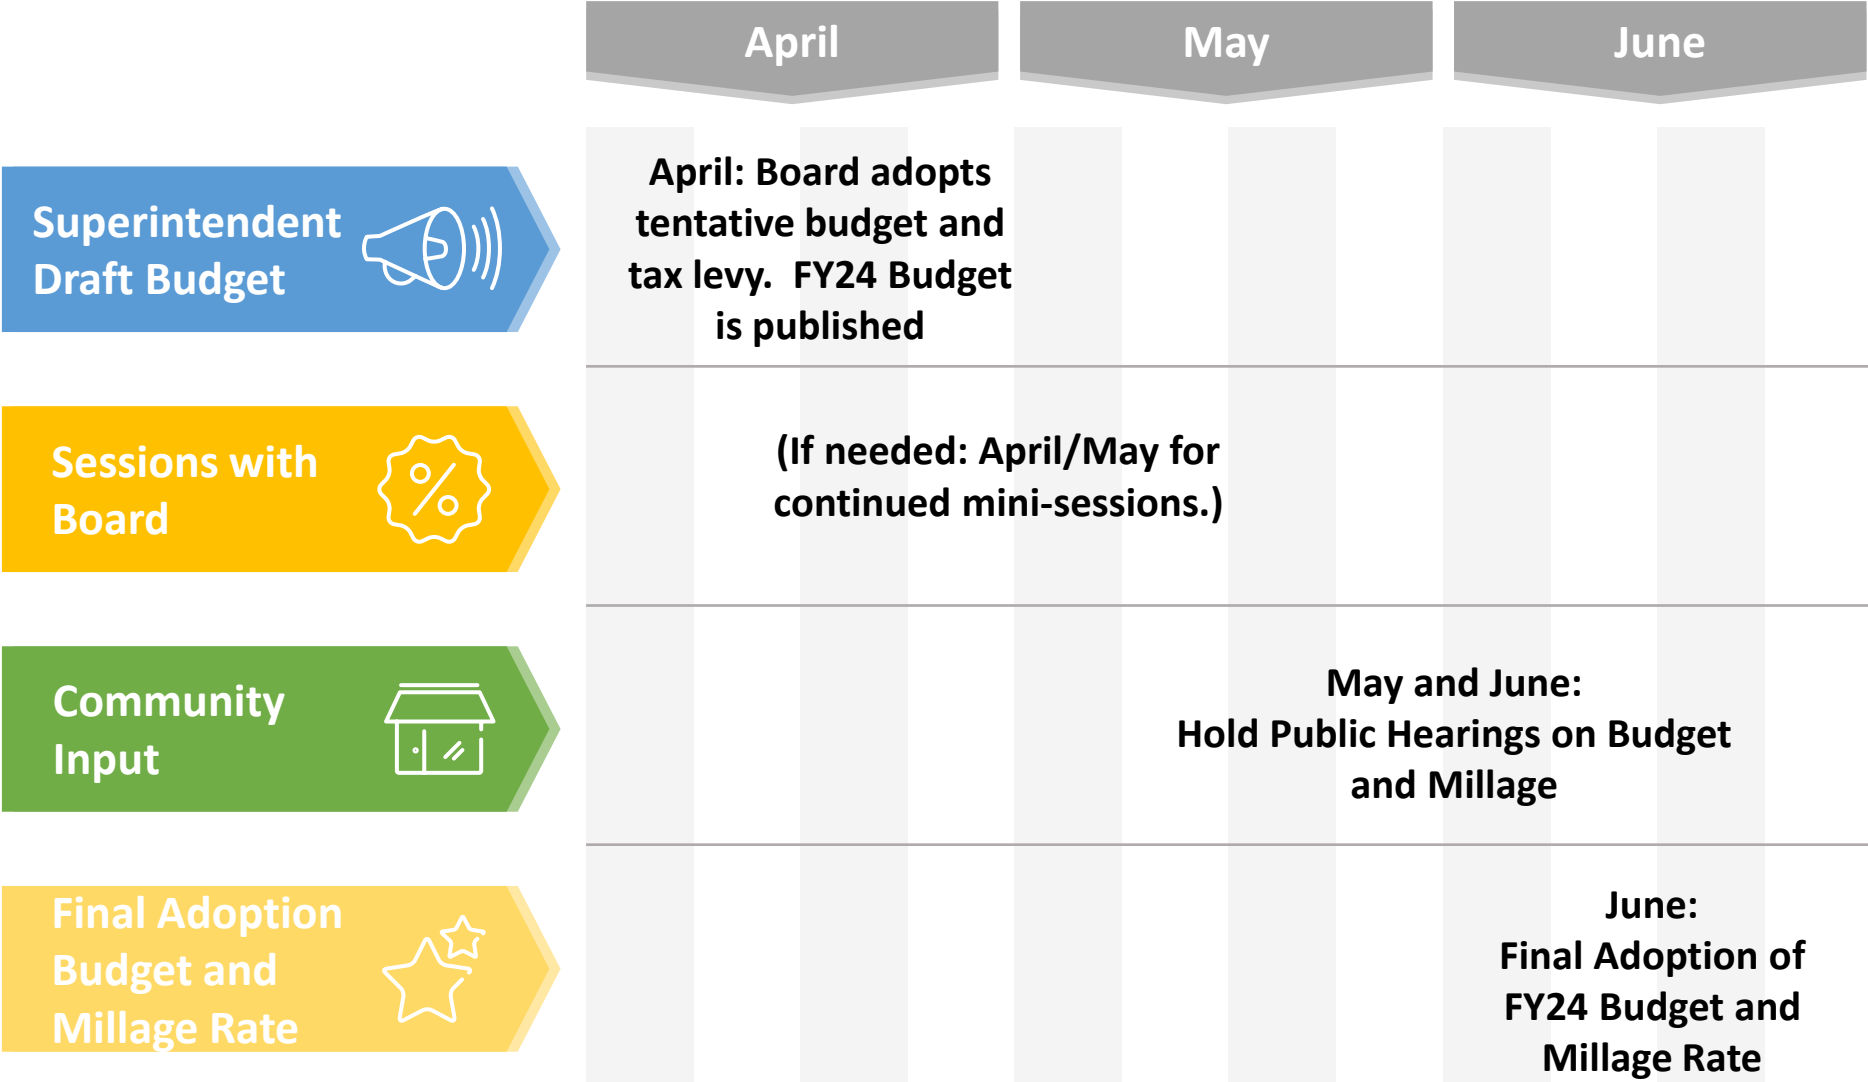 April
May
June
Superintendent
Draft Budget
April: Board adopts
tentative budget and
tax levy.  FY24 Budget
is published
Sessions with
Board
(If needed: April/May for
continued mini-sessions.)
Community
Input
May and June:
Hold Public Hearings on Budget
and Millage
Final Adoption
Budget and
Millage Rate
June:
Final Adoption of
FY24 Budget and
Millage Rate